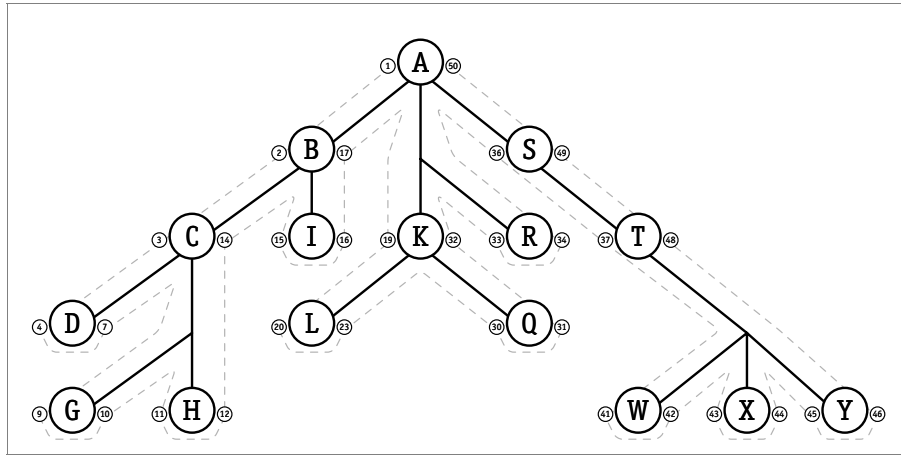 1 A 50
2 B 17 36 S 49
3 C 14 15 I 16 19 K 32 33 R 34 37 T 48
4 D 7 20 L 23 30 Q 31
9 G 10 11 H 12 41 W 42 43 X 44 45 Y 46